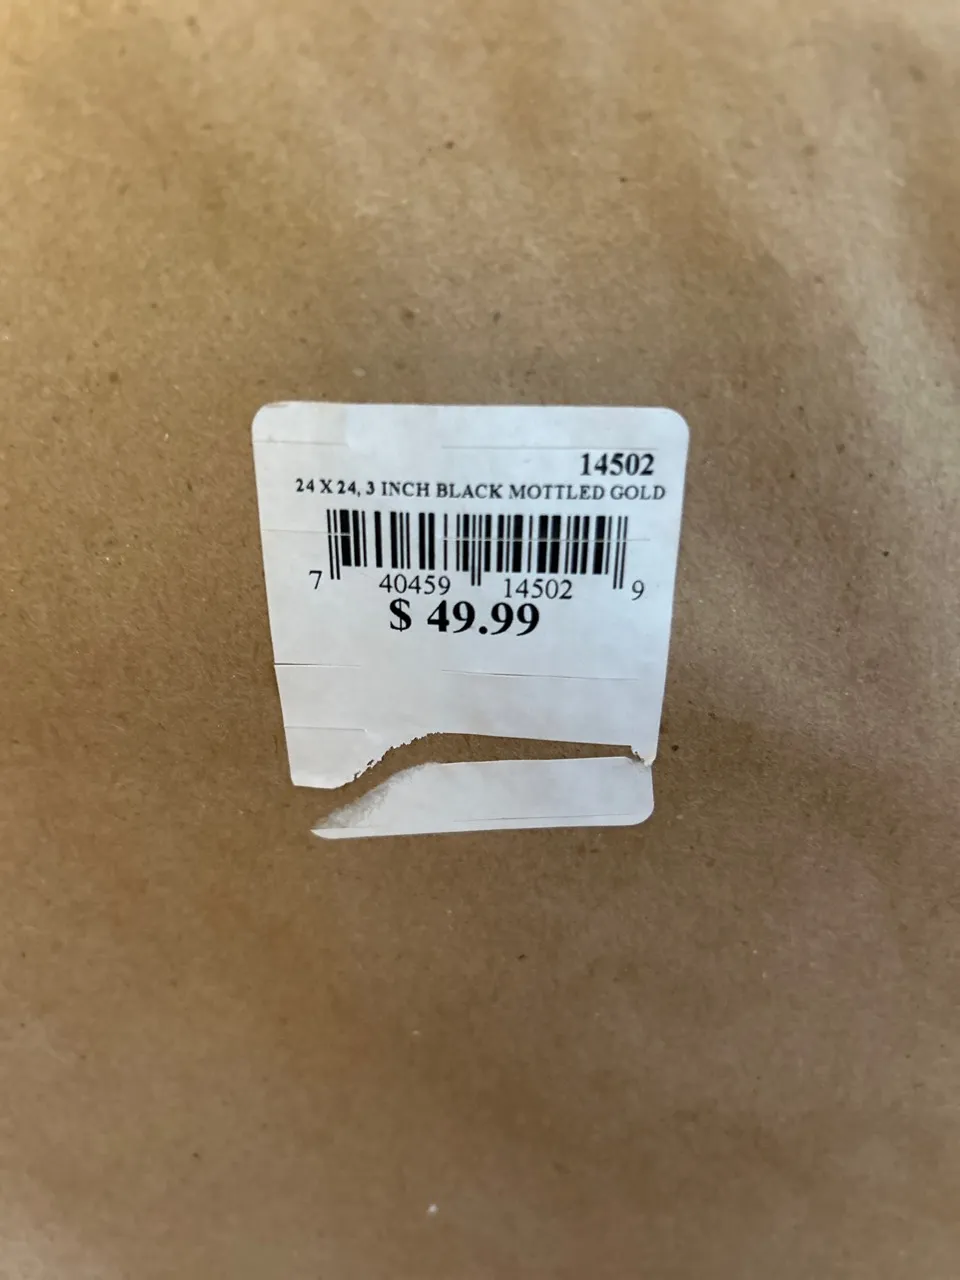 14502
24 X 24, 3 INCH BLACK MOTTLED GOLD
7 40459 14502 9
$ 49.99